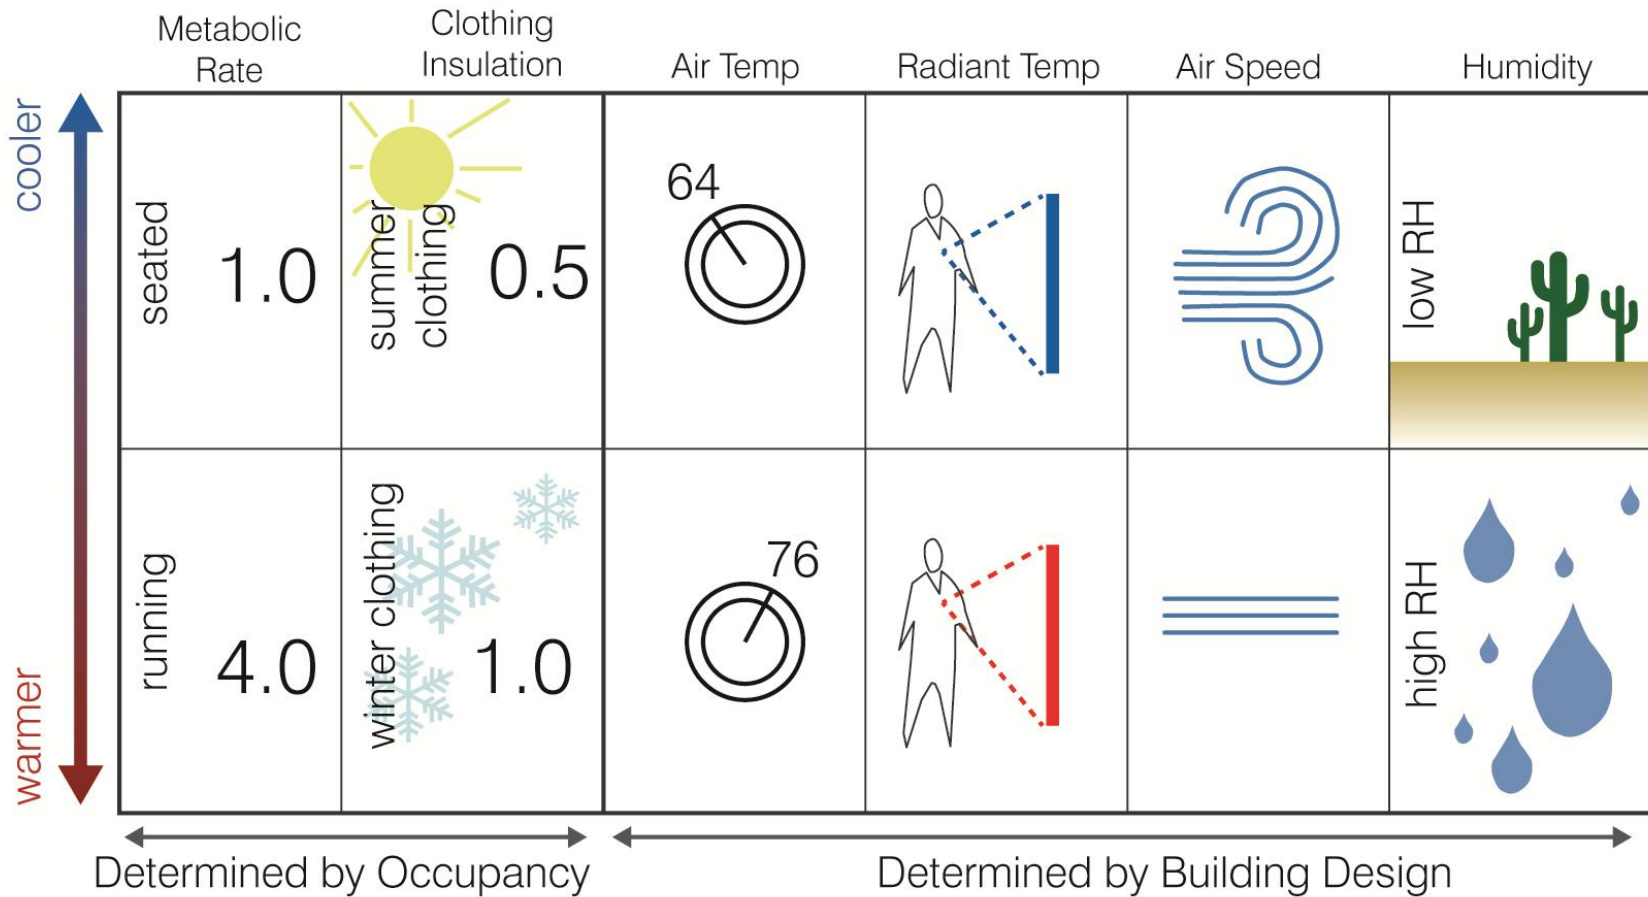 Metabolic
Rate
Clothing
Insulation
Air Temp
Radiant Temp
Air Speed
Humidity
cooler
seated
1.0
summer
clothing
0.5
64
low RH
warmer
running
4.0
winter clothing
1.0
76
high RH
Determined by Occupancy
Determined by Building Design